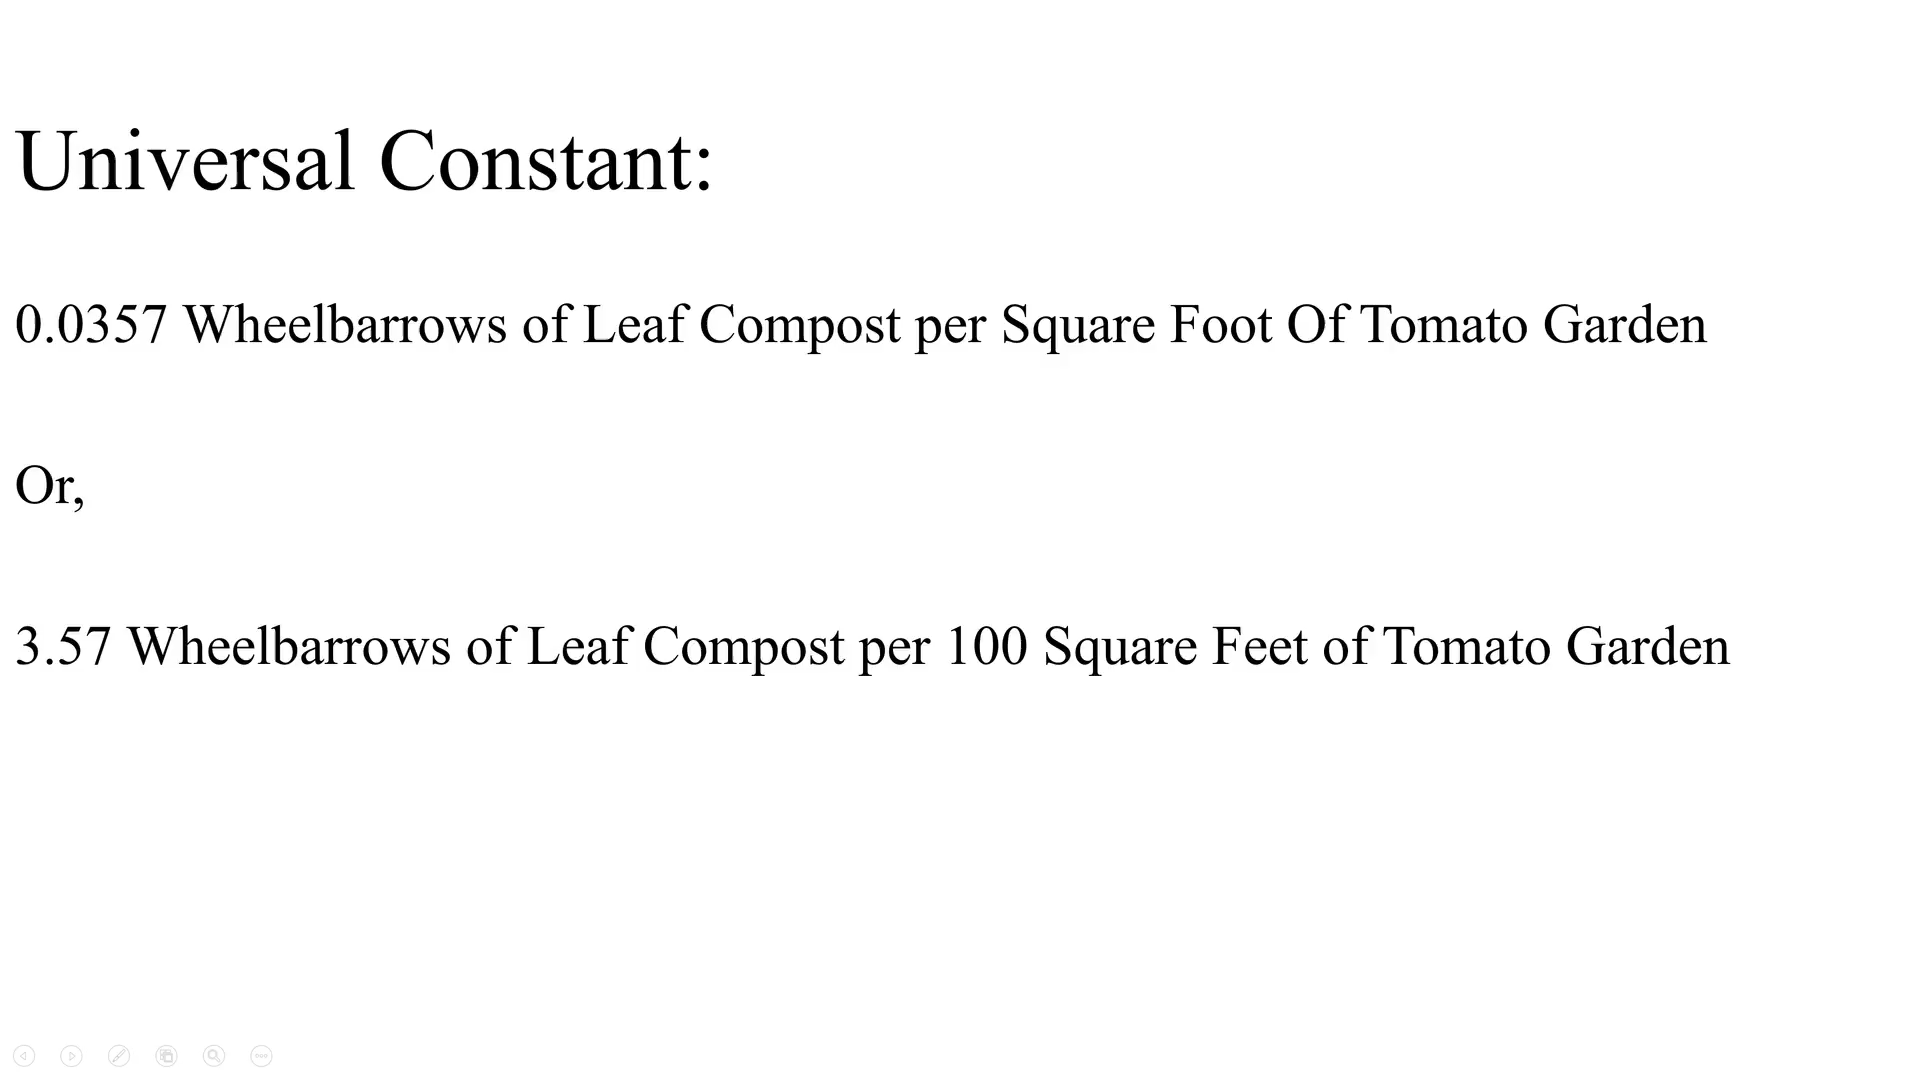 Universal Constant:
0.0357 Wheelbarrows of Leaf Compost per Square Foot Of Tomato Garden
Or,
3.57 Wheelbarrows of Leaf Compost per 100 Square Feet of Tomato Garden